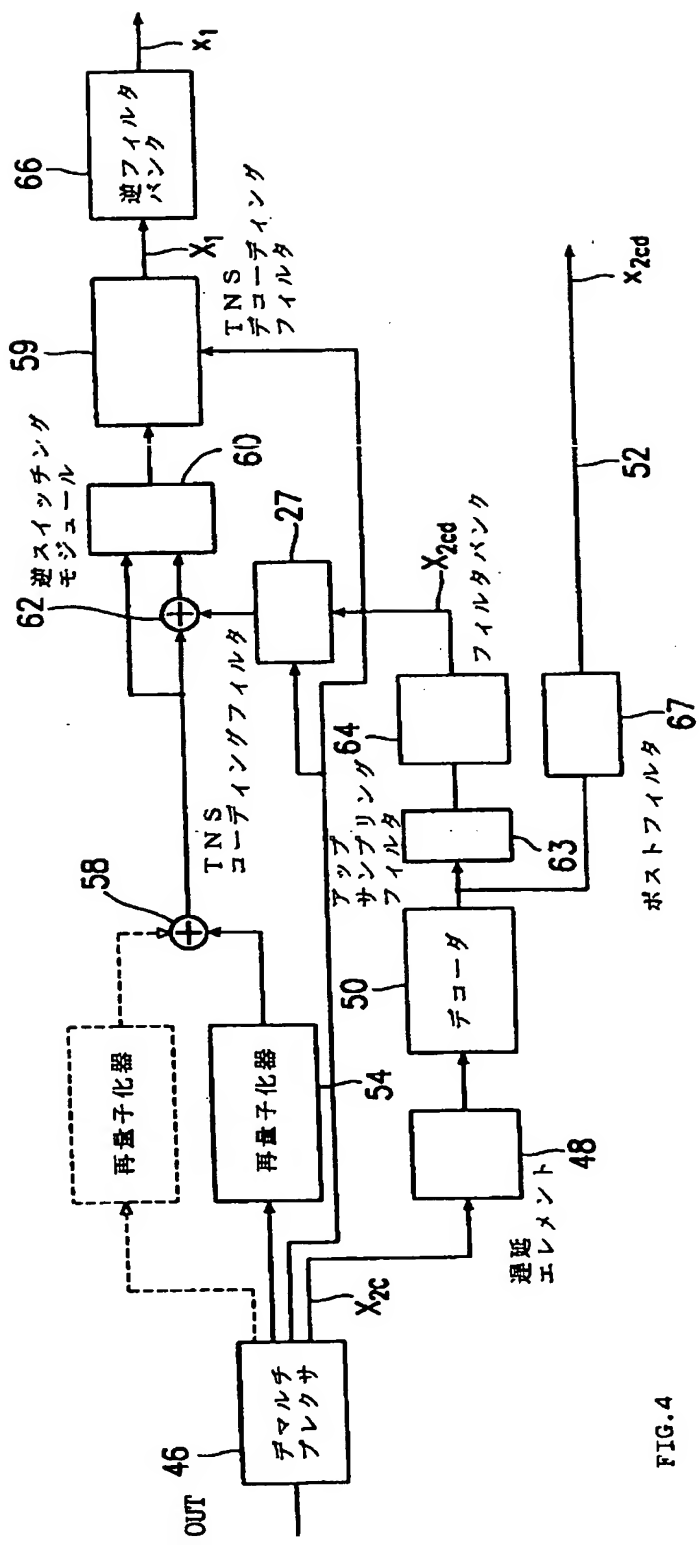 OUT
46
デマルチ
プレクサ
再量子化器
再量子化器
54
58
X2c
遅延
エレメント
48
50
デコーダ
アップ
サンプリング
フィルタ
63
64
フィルタバンク
X2cd
27
TNS
コーディングフィルタ
62
逆スイッチング
モジュール
60
59
TNS
デコーディング
フィルタ
X1
66
逆フィルタ
バンク
x1
ポストフィルタ
67
52
x2cd
FIG.4